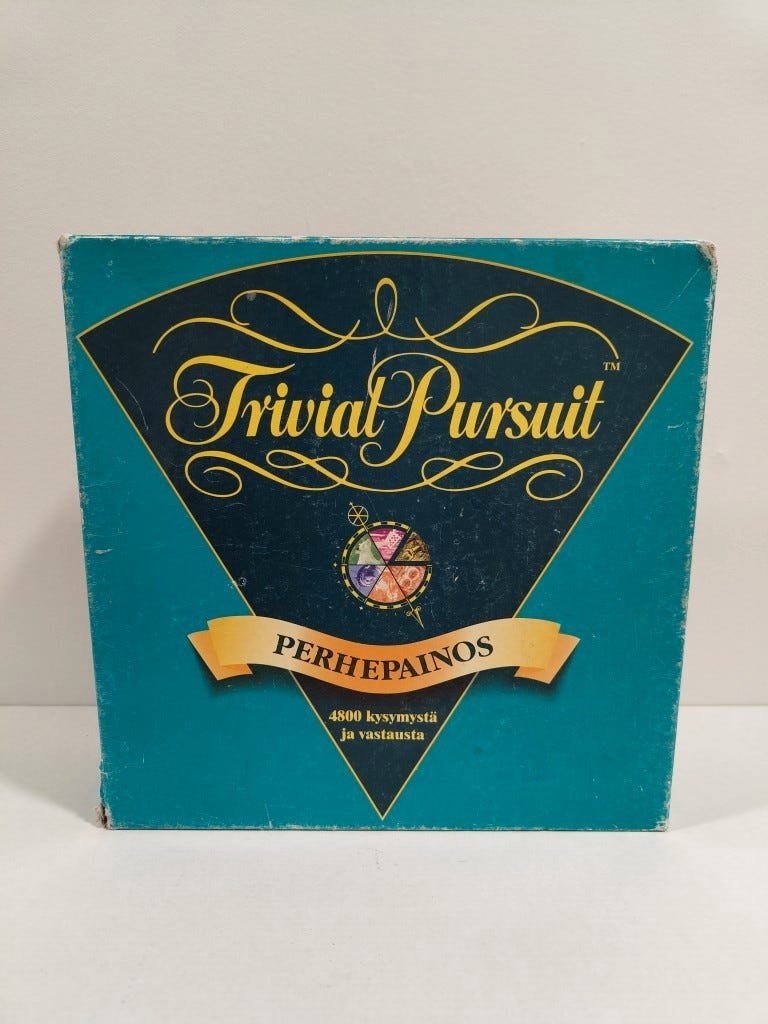 Trivial Pursuit™
PERHEPAINOS
4800 kysymystä
ja vastausta